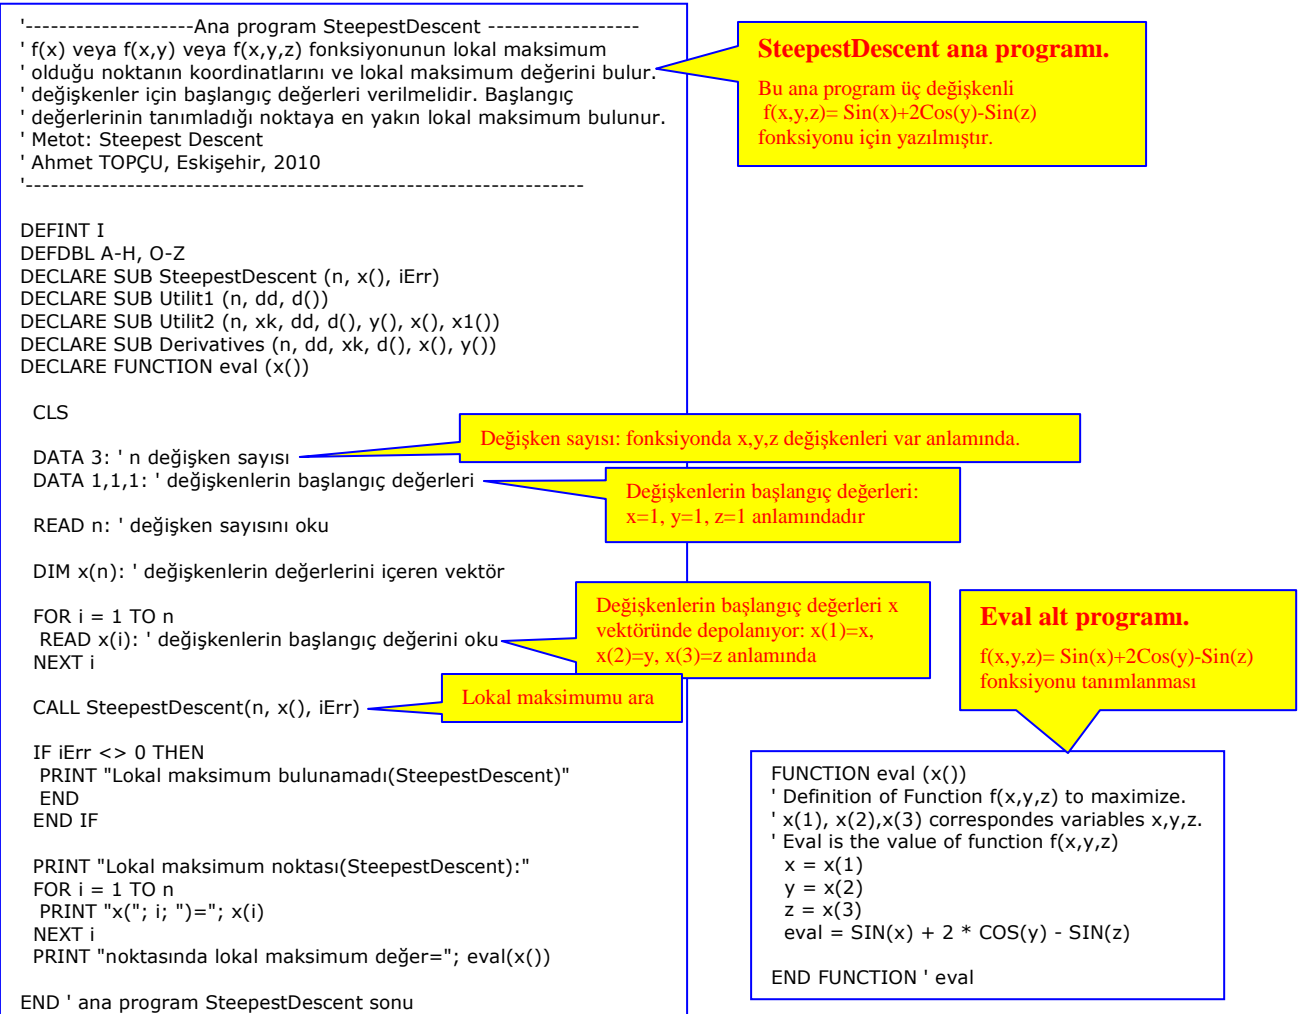 '--------------------Ana program SteepestDescent ------------------
' f(x) veya f(x,y) veya f(x,y,z) fonksiyonunun lokal maksimum
' olduğu noktanın koordinatlarını ve lokal maksimum değerini bulur.
' değişkenler için başlangıç değerleri verilmelidir. Başlangıç
' değerlerinin tanımladığı noktaya en yakın lokal maksimum bulunur.
' Metot: Steepest Descent
' Ahmet TOPÇU, Eskişehir, 2010
'------------------------------------------------------------------
SteepestDescent ana programı.
Bu ana program üç değişkenli
f(x,y,z)= Sin(x)+2Cos(y)-Sin(z)
fonksiyonu için yazılmıştır.
DEFINT I
DEFDBL A-H, O-Z
DECLARE SUB SteepestDescent (n, x(), iErr)
DECLARE SUB Utilit1 (n, dd, d())
DECLARE SUB Utilit2 (n, xk, dd, d(), y(), x(), x1())
DECLARE SUB Derivatives (n, dd, xk, d(), x(), y())
DECLARE FUNCTION eval (x())
CLS
DATA 3: ' n değişken sayısı
Değişken sayısı: fonksiyonda x,y,z değişkenleri var anlamında.
DATA 1,1,1: ' değişkenlerin başlangıç değerleri
Değişkenlerin başlangıç değerleri:
x=1, y=1, z=1 anlamındadır
READ n: ' değişken sayısını oku
DIM x(n): ' değişkenlerin değerlerini içeren vektör
FOR i = 1 TO n
READ x(i): ' değişkenlerin başlangıç değerini oku
NEXT i
Değişkenlerin başlangıç değerleri x
vektöründe depolanıyor: x(1)=x,
x(2)=y, x(3)=z anlamında
CALL SteepestDescent(n, x(), iErr)
Lokal maksimumu ara
IF iErr <> 0 THEN
PRINT "Lokal maksimum bulunamadı(SteepestDescent)"
END
END IF
PRINT "Lokal maksimum noktası(SteepestDescent):"
FOR i = 1 TO n
PRINT "x("; i; ")="; x(i)
NEXT i
PRINT "noktasında lokal maksimum değer="; eval(x())
END ' ana program SteepestDescent sonu
Eval alt programı.
f(x,y,z)= Sin(x)+2Cos(y)-Sin(z)
fonksiyonu tanımlanması
FUNCTION eval (x())
' Definition of Function f(x,y,z) to maximize.
' x(1), x(2),x(3) correspondes variables x,y,z.
' Eval is the value of function f(x,y,z)
x = x(1)
y = x(2)
z = x(3)
eval = SIN(x) + 2 * COS(y) - SIN(z)
END FUNCTION ' eval